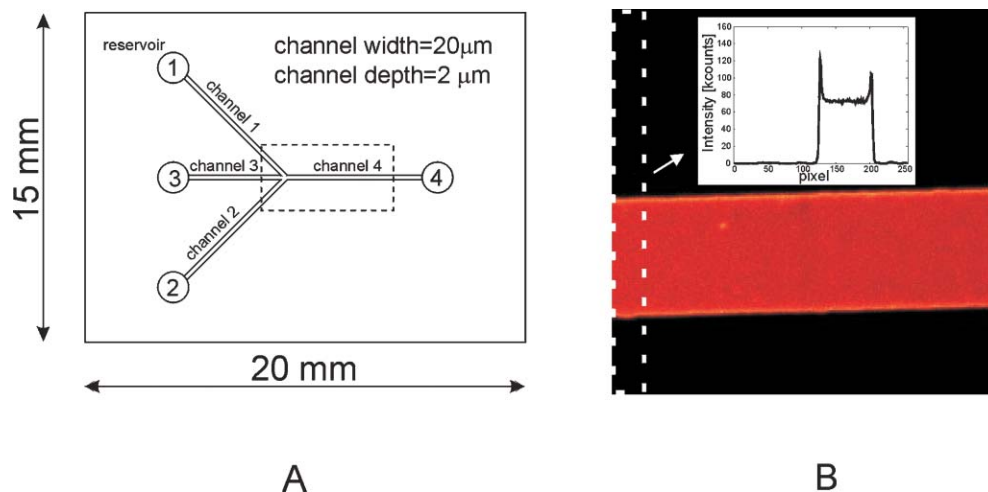 reservoir
channel width=20μm
channel depth=2 μm
1
channel 1
3
channel 3
channel 4
4
channel 2
2
15 mm
20 mm
A
Intensity [kcounts]
160
140
120
100
80
60
40
20
0
0 50 100 150 200 250
pixel
B